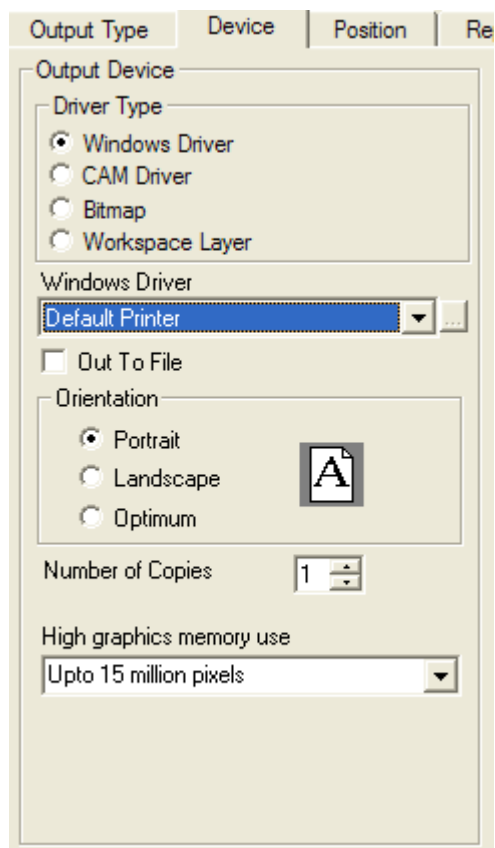 Output Type Device Position Re
Output Device
Driver Type
Windows Driver
CAM Driver
Bitmap
Workspace Layer
Windows Driver
Default Printer ...
Out To File
Orientation
Portrait
Landscape
Optimum
A
Number of Copies 1
High graphics memory use
Upto 15 million pixels